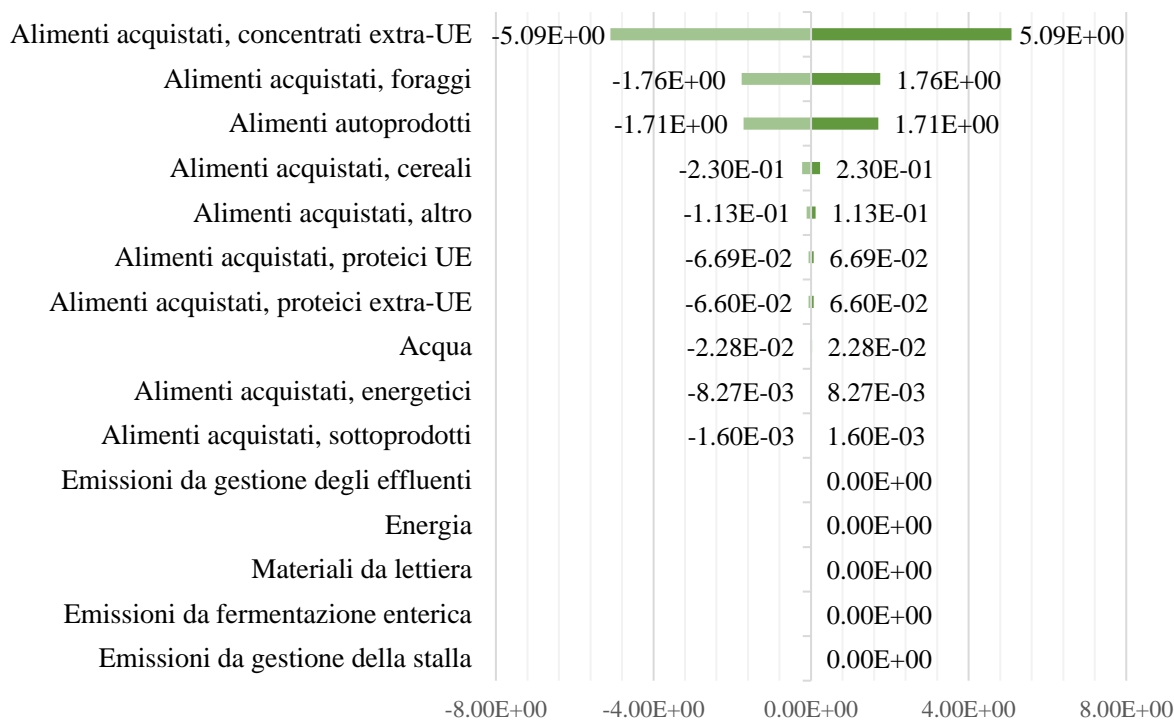 Alimenti acquistati, concentrati extra-UE -5.09E+00 5.09E+00
Alimenti acquistati, foraggi -1.76E+00 1.76E+00
Alimenti autoprodotti -1.71E+00 1.71E+00
Alimenti acquistati, cereali -2.30E-01 2.30E-01
Alimenti acquistati, altro -1.13E-01 1.13E-01
Alimenti acquistati, proteici UE -6.69E-02 6.69E-02
Alimenti acquistati, proteici extra-UE -6.60E-02 6.60E-02
Acqua -2.28E-02 2.28E-02
Alimenti acquistati, energetici -8.27E-03 8.27E-03
Alimenti acquistati, sottoprodotti -1.60E-03 1.60E-03
Emissioni da gestione degli effluenti 0.00E+00
Energia 0.00E+00
Materiali da lettiera 0.00E+00
Emissioni da fermentazione enterica 0.00E+00
Emissioni da gestione della stalla 0.00E+00
-8.00E+00 -4.00E+00 0.00E+00 4.00E+00 8.00E+00